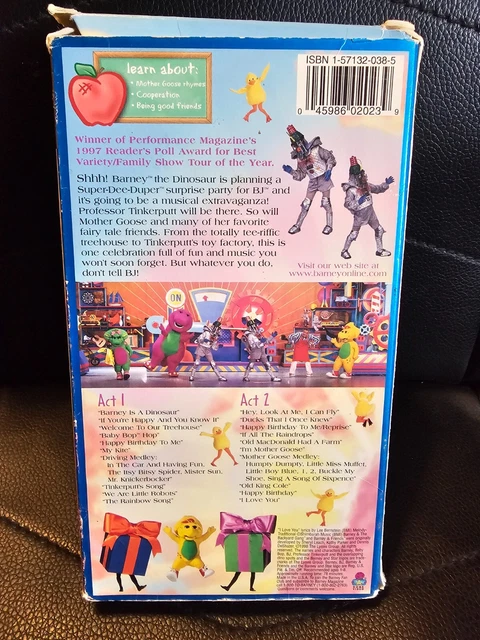 learn about:
• Mother Goose rhymes
• Cooperation
• Being good friends
ISBN 1-57132-038-5
0 45986 02023 9
Winner of Performance Magazine's
1997 Reader's Poll Award for Best
Variety/Family Show Tour of the Year.
Shhh! Barney™ the Dinosaur is planning a
Super-Dee-Duper™ surprise party for BJ™ and
it's going to be a musical extravaganza!
Professor Tinkerputt will be there. So will
Mother Goose and many of her favorite
fairy tale friends. From the totally tee-riffic
treehouse to Tinkerputt's toy factory, this is
one celebration full of fun and music you
won't soon forget. But whatever you do,
don't tell BJ!
Visit our web site at
www.barneyonline.com
ON
Act 1
"Barney Is A Dinosaur"
"If You're Happy And You Know It"
"Welcome To Our Treehouse"
"Baby Bop Hop"
"Happy Birthday To Me"
"My Kite"
"Driving Medley:
In The Car And Having Fun,
The Itsy Bitsy Spider, Mister Sun,
Mr. Knickerbocker"
"Tinkerputt's Song"
"We Are Little Robots"
"The Rainbow Song"
Act 2
"Hey, Look At Me, I Can Fly"
"Ducks That I Once Knew"
"Happy Birthday To Me/Reprise"
"If All The Raindrops"
"Old MacDonald Had A Farm"
"I'm Mother Goose"
"Mother Goose Medley:
Humpty Dumpty, Little Miss Muffet,
Little Boy Blue, 1, 2, Buckle My
Shoe, Sing A Song Of Sixpence"
"Old King Cole"
"Happy Birthday"
"I Love You"